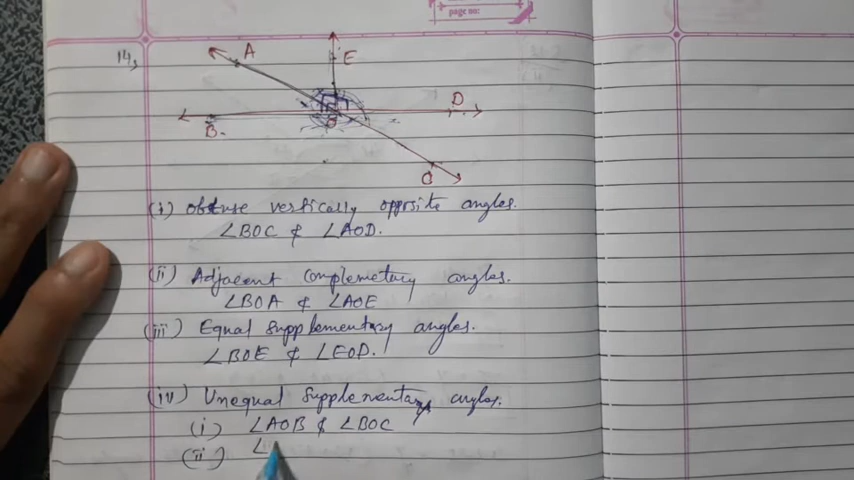 page no:
14,
A
E
D
B
O
C
(i) obtuse vertically opposite angles.
∠BOC & ∠AOD.
(ii) Adjacent complemetary angles.
∠BOA & ∠AOE
(iii) Equal supplementary angles.
∠BOE & ∠EOD.
(iv) Unequal Supplementary angles.
(i) ∠AOB & ∠BOC
(ii) ∠